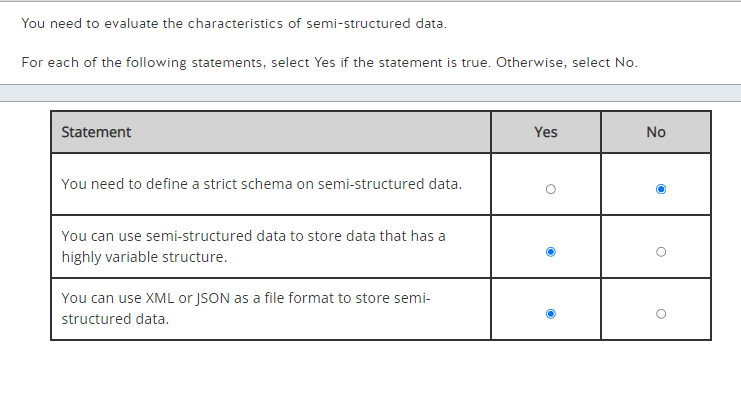 You need to evaluate the characteristics of semi-structured data.
For each of the following statements, select Yes if the statement is true. Otherwise, select No.
Statement Yes No
You need to define a strict schema on semi-structured data.
You can use semi-structured data to store data that has a
highly variable structure.
You can use XML or JSON as a file format to store semi-
structured data.